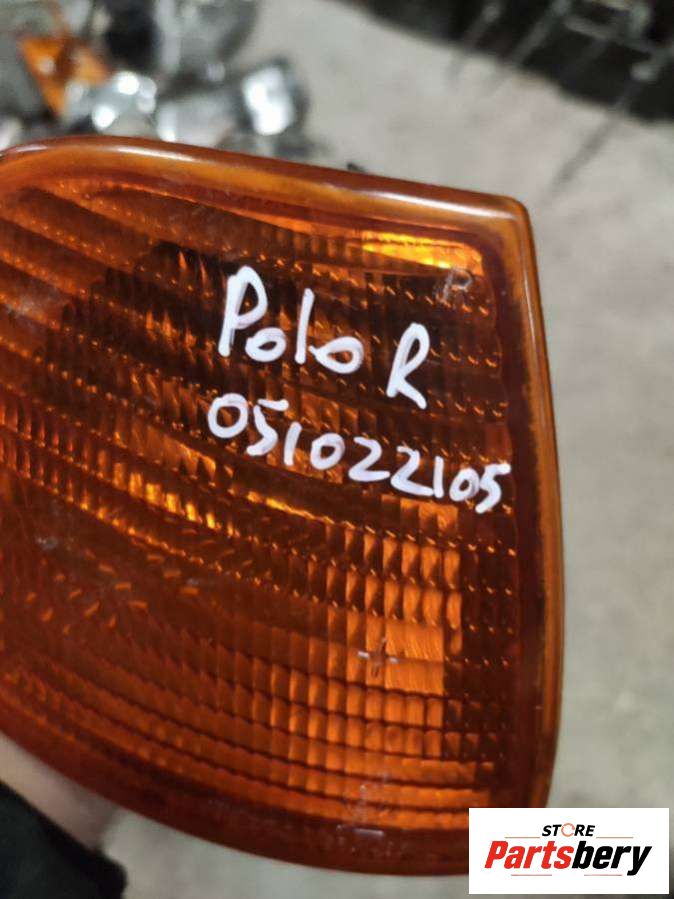 R
Polo R
051022105
STORE
Partsbery